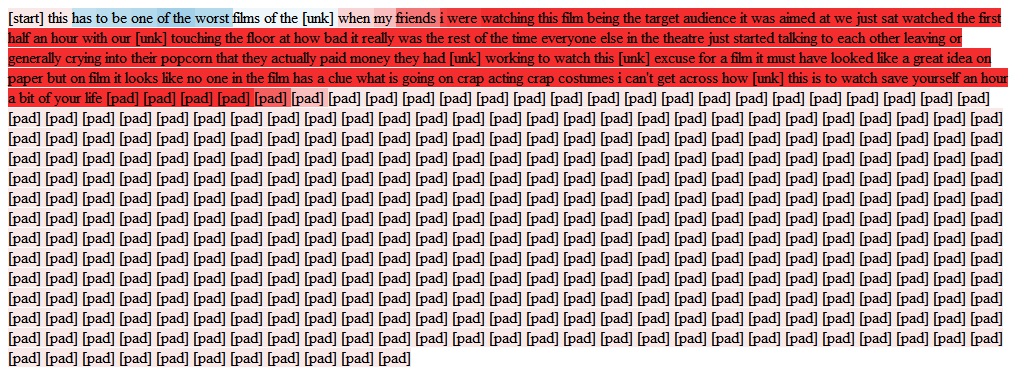 [start] this has to be one of the worst films of the [unk] when my friends i were watching this film being the target audience it was aimed at we just sat watched the first
half an hour with our [unk] touching the floor at how bad it really was the rest of the time everyone else in the theatre just started talking to each other leaving or
generally crying into their popcorn that they actually paid money they had [unk] working to watch this [unk] excuse for a film it must have looked like a great idea on
paper but on film it looks like no one in the film has a clue what is going on crap acting crap costumes i can't get across how [unk] this is to watch save yourself an hour
a bit of your life [pad] [pad] [pad] [pad] [pad] [pad] [pad] [pad] [pad] [pad] [pad] [pad] [pad] [pad] [pad] [pad] [pad] [pad] [pad] [pad] [pad] [pad] [pad] [pad]
[pad] [pad] [pad] [pad] [pad] [pad] [pad] [pad] [pad] [pad] [pad] [pad] [pad] [pad] [pad] [pad] [pad] [pad] [pad] [pad] [pad] [pad] [pad] [pad] [pad] [pad] [pad]
[pad] [pad] [pad] [pad] [pad] [pad] [pad] [pad] [pad] [pad] [pad] [pad] [pad] [pad] [pad] [pad] [pad] [pad] [pad] [pad] [pad] [pad] [pad] [pad] [pad] [pad] [pad]
[pad] [pad] [pad] [pad] [pad] [pad] [pad] [pad] [pad] [pad] [pad] [pad] [pad] [pad] [pad] [pad] [pad] [pad] [pad] [pad] [pad] [pad] [pad] [pad] [pad] [pad] [pad]
[pad] [pad] [pad] [pad] [pad] [pad] [pad] [pad] [pad] [pad] [pad] [pad] [pad] [pad] [pad] [pad] [pad] [pad] [pad] [pad] [pad] [pad] [pad] [pad] [pad] [pad] [pad]
[pad] [pad] [pad] [pad] [pad] [pad] [pad] [pad] [pad] [pad] [pad] [pad] [pad] [pad] [pad] [pad] [pad] [pad] [pad] [pad] [pad] [pad] [pad] [pad] [pad] [pad] [pad]
[pad] [pad] [pad] [pad] [pad] [pad] [pad] [pad] [pad] [pad] [pad] [pad] [pad] [pad] [pad] [pad] [pad] [pad] [pad] [pad] [pad] [pad] [pad] [pad] [pad] [pad] [pad]
[pad] [pad] [pad] [pad] [pad] [pad] [pad] [pad] [pad] [pad] [pad] [pad] [pad] [pad] [pad] [pad] [pad] [pad] [pad] [pad] [pad] [pad] [pad] [pad] [pad] [pad] [pad]
[pad] [pad] [pad] [pad] [pad] [pad] [pad] [pad] [pad] [pad] [pad] [pad] [pad] [pad] [pad] [pad] [pad] [pad] [pad] [pad] [pad] [pad] [pad] [pad] [pad] [pad] [pad]
[pad] [pad] [pad] [pad] [pad] [pad] [pad] [pad] [pad] [pad] [pad] [pad] [pad] [pad] [pad] [pad] [pad] [pad] [pad] [pad] [pad] [pad] [pad] [pad] [pad] [pad] [pad]
[pad] [pad] [pad] [pad] [pad] [pad] [pad] [pad] [pad] [pad] [pad] [pad] [pad] [pad] [pad] [pad] [pad] [pad] [pad] [pad] [pad] [pad] [pad] [pad] [pad] [pad] [pad]
[pad] [pad] [pad] [pad] [pad] [pad] [pad] [pad] [pad] [pad] [pad] [pad] [pad] [pad] [pad] [pad] [pad] [pad] [pad] [pad] [pad] [pad] [pad] [pad] [pad] [pad] [pad]
[pad] [pad] [pad] [pad] [pad] [pad] [pad] [pad] [pad] [pad] [pad] [pad] [pad] [pad] [pad] [pad] [pad] [pad] [pad] [pad] [pad] [pad] [pad] [pad] [pad] [pad] [pad]
[pad] [pad] [pad] [pad] [pad] [pad] [pad] [pad] [pad] [pad] [pad]